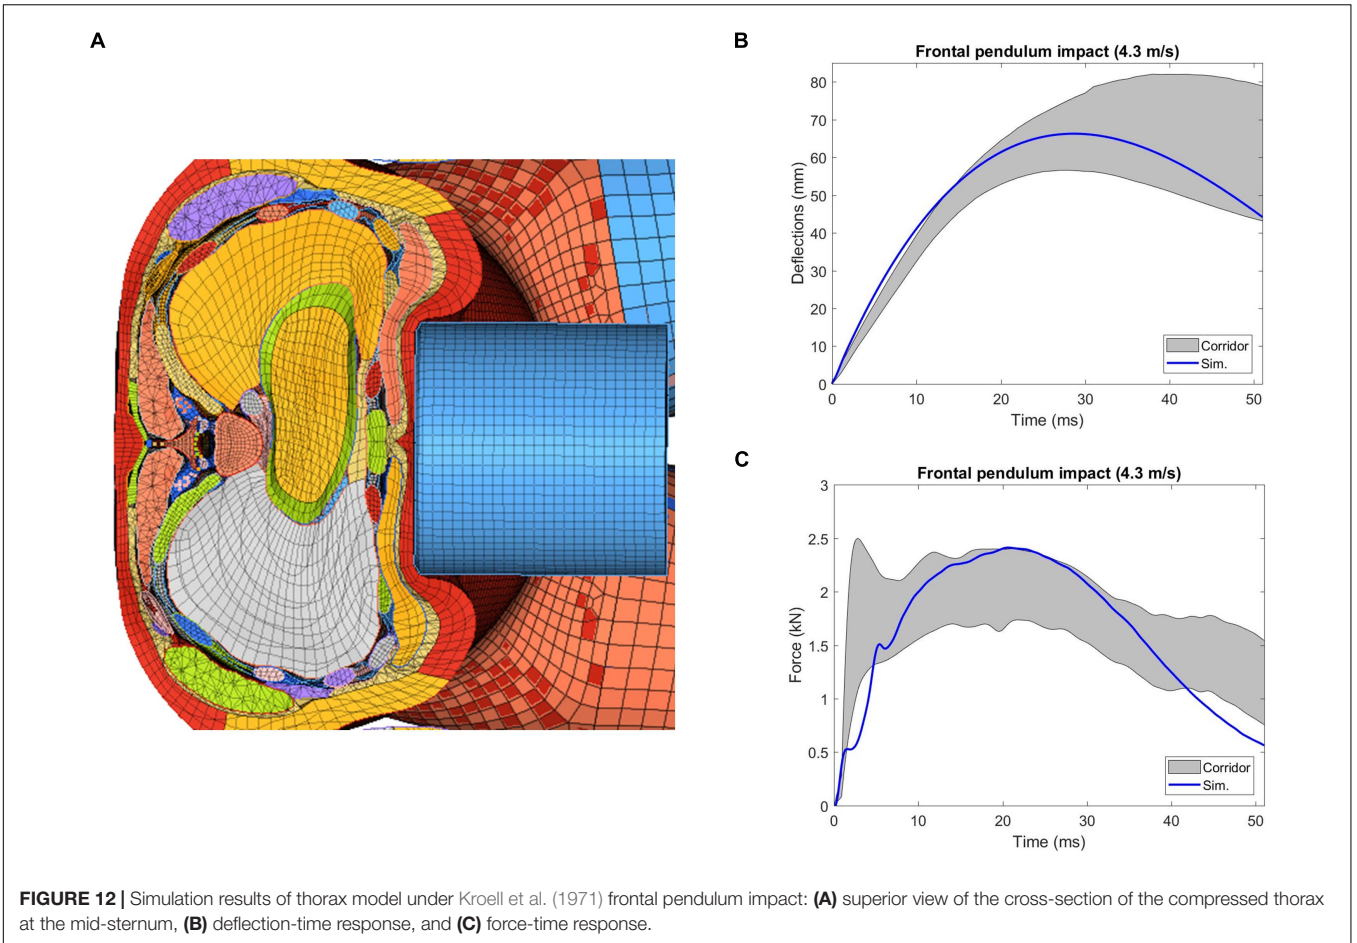 A
B
Frontal pendulum impact (4.3 m/s)
80
70
60
50
40
30
20
10
0
Deflections (mm)
0 10 20 30 40 50
Time (ms)
Corridor
Sim.
C
Frontal pendulum impact (4.3 m/s)
3
2.5
2
1.5
1
0.5
0
Force (kN)
0 10 20 30 40 50
Time (ms)
Corridor
Sim.
FIGURE 12 | Simulation results of thorax model under Kroell et al. (1971) frontal pendulum impact: (A) superior view of the cross-section of the compressed thorax
at the mid-sternum, (B) deflection-time response, and (C) force-time response.